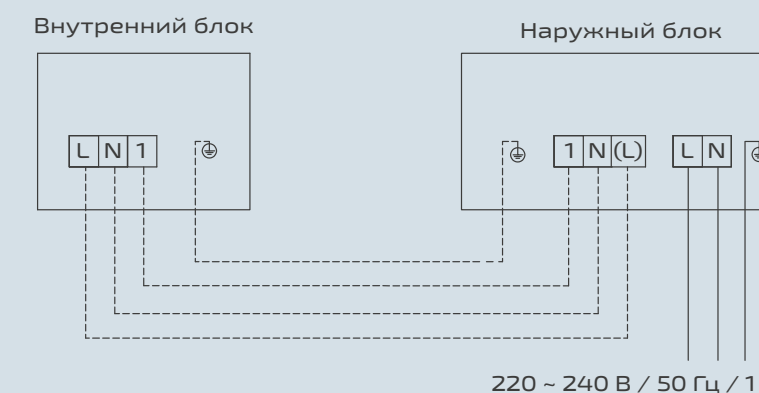 Внутренний блок
Наружный блок
L N 1
1 N (L)
L N
220 ~ 240 В / 50 Гц / 1